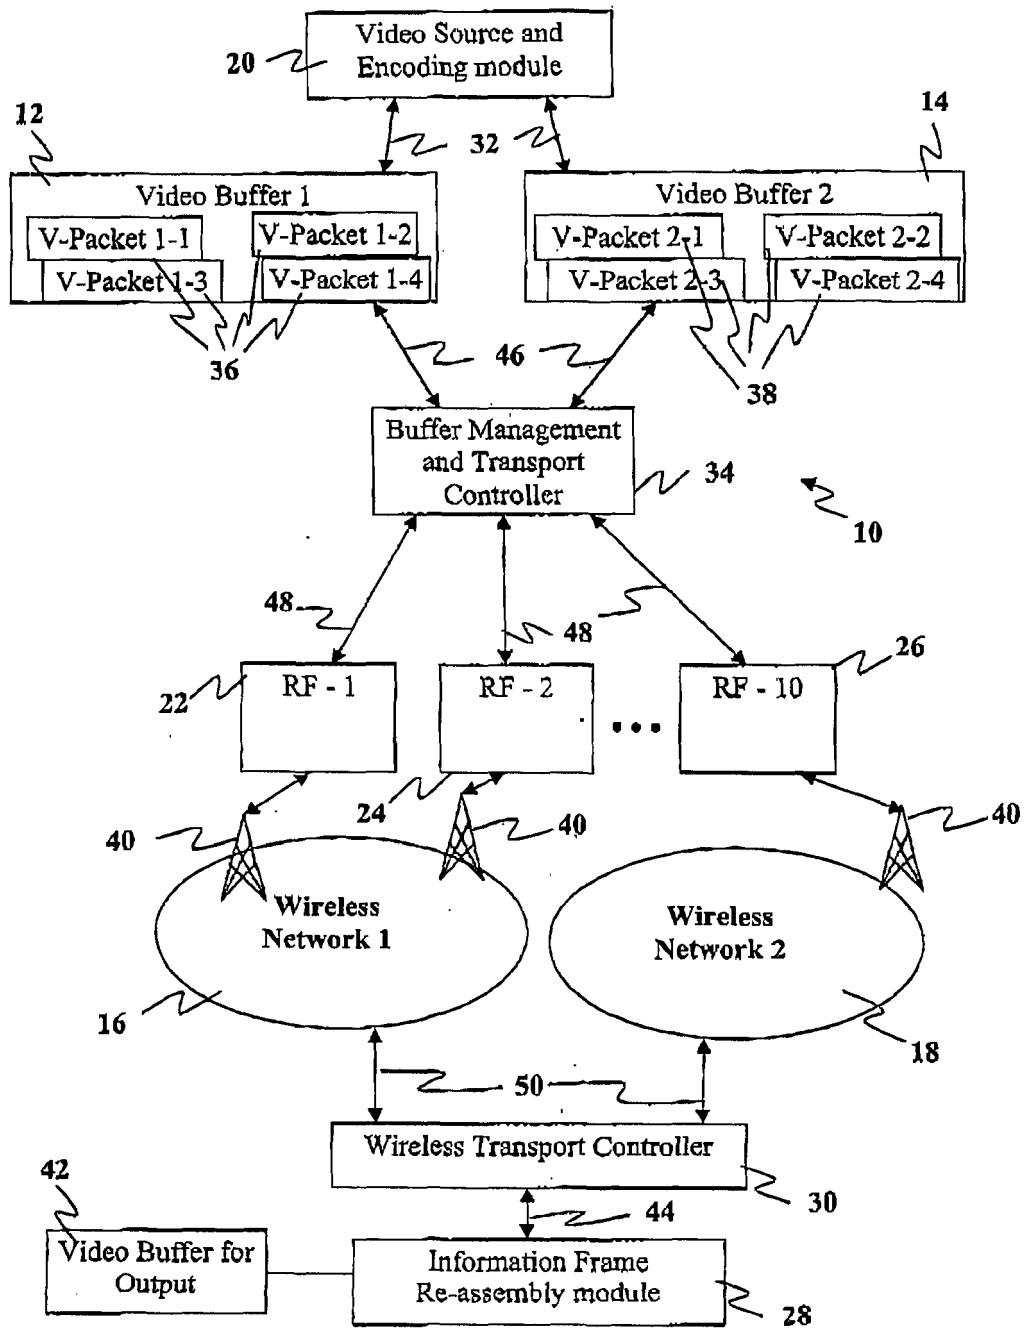 Video Source and
Encoding module
20
12
32
14
Video Buffer 1
V-Packet 1-1
V-Packet 1-2
V-Packet 1-3
V-Packet 1-4
Video Buffer 2
V-Packet 2-1
V-Packet 2-2
V-Packet 2-3
V-Packet 2-4
36
46
38
Buffer Management
and Transport
Controller
34
10
48
48
22
RF - 1
RF - 2
RF - 10
26
24
40
40
40
Wireless
Network 1
Wireless
Network 2
16
18
50
Wireless Transport Controller
30
42
44
Video Buffer for
Output
Information Frame
Re-assembly module
28